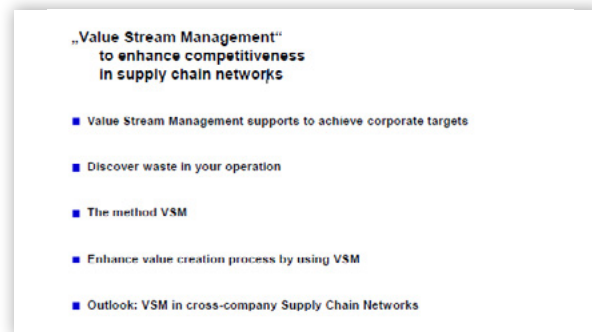 „Value Stream Management“
to enhance competitiveness
in supply chain networks
Value Stream Management supports to achieve corporate targets
Discover waste in your operation
The method VSM
Enhance value creation process by using VSM
Outlook: VSM in cross-company Supply Chain Networks